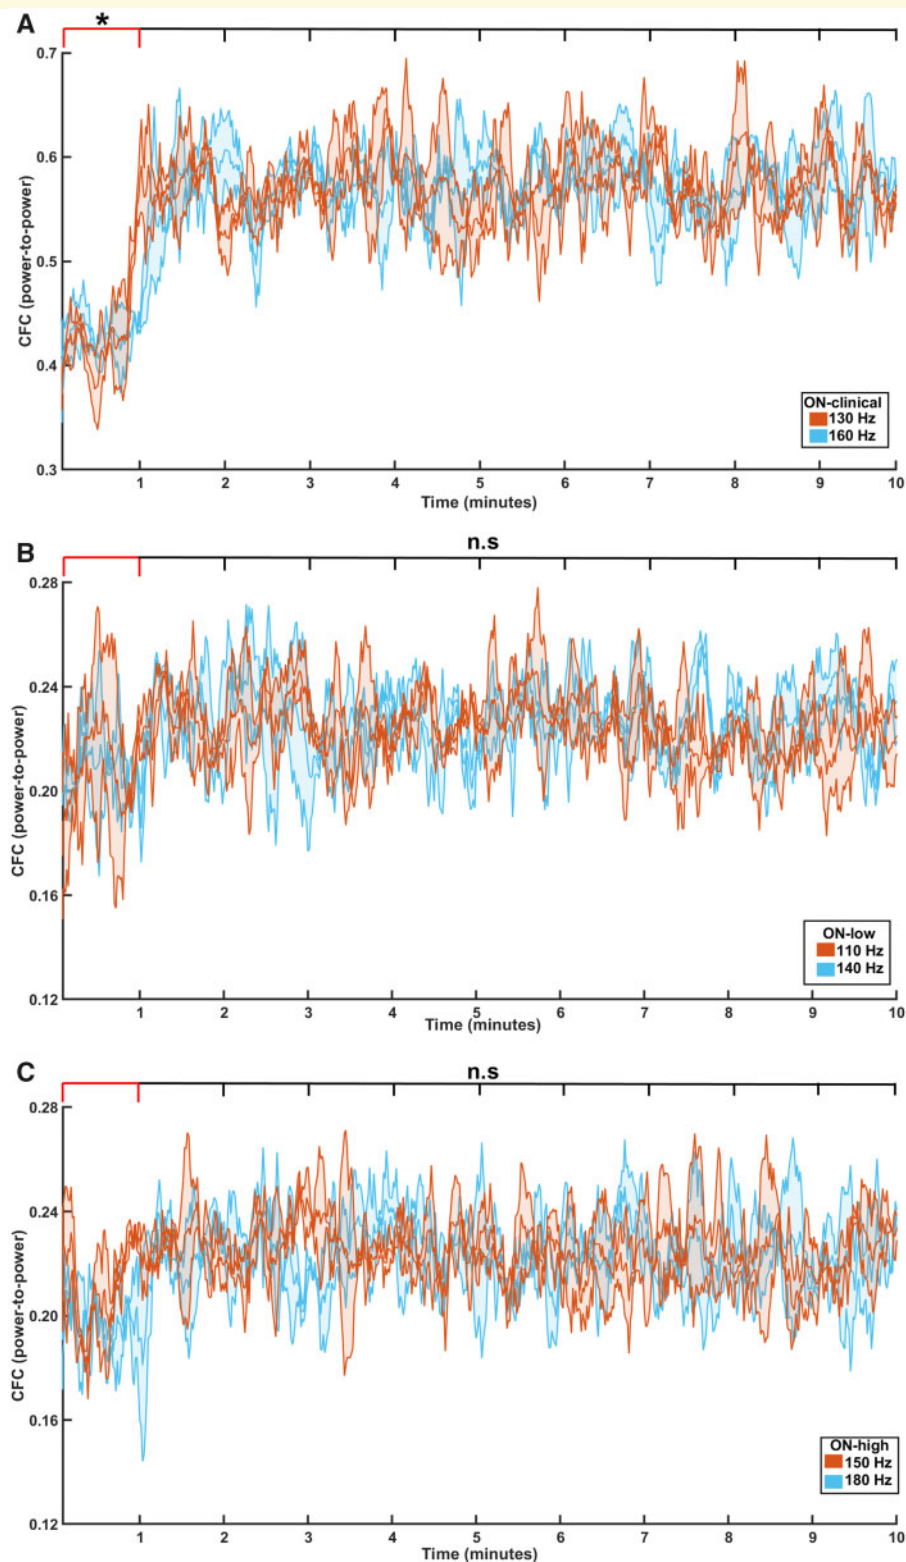 A
*
0.7
0.6
0.5
0.4
0.3
CFC (power-to-power)
1 2 3 4 5 6 7 8 9 10
Time (minutes)
ON-clinical
130 Hz
160 Hz
B
n.s
0.28
0.24
0.20
0.16
0.12
CFC (power-to-power)
1 2 3 4 5 6 7 8 9 10
Time (minutes)
ON-low
110 Hz
140 Hz
C
n.s
0.28
0.24
0.20
0.16
0.12
CFC (power-to-power)
1 2 3 4 5 6 7 8 9 10
Time (minutes)
ON-high
150 Hz
180 Hz